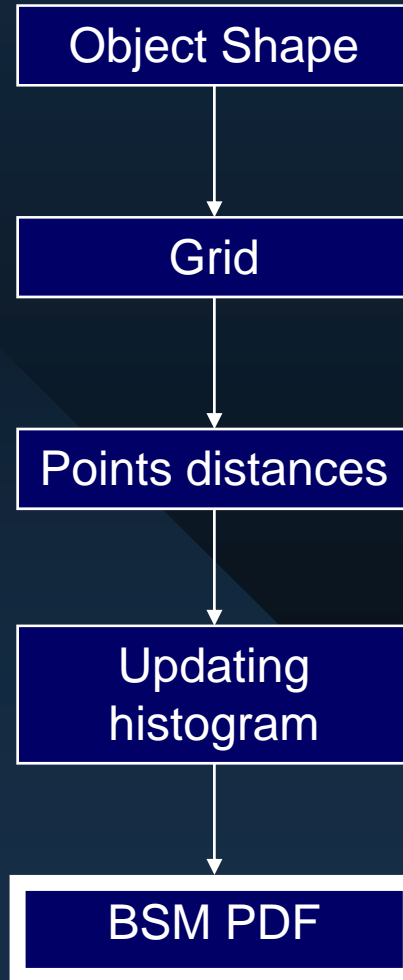 Object Shape
Grid
Points distances
Updating
histogram
BSM PDF